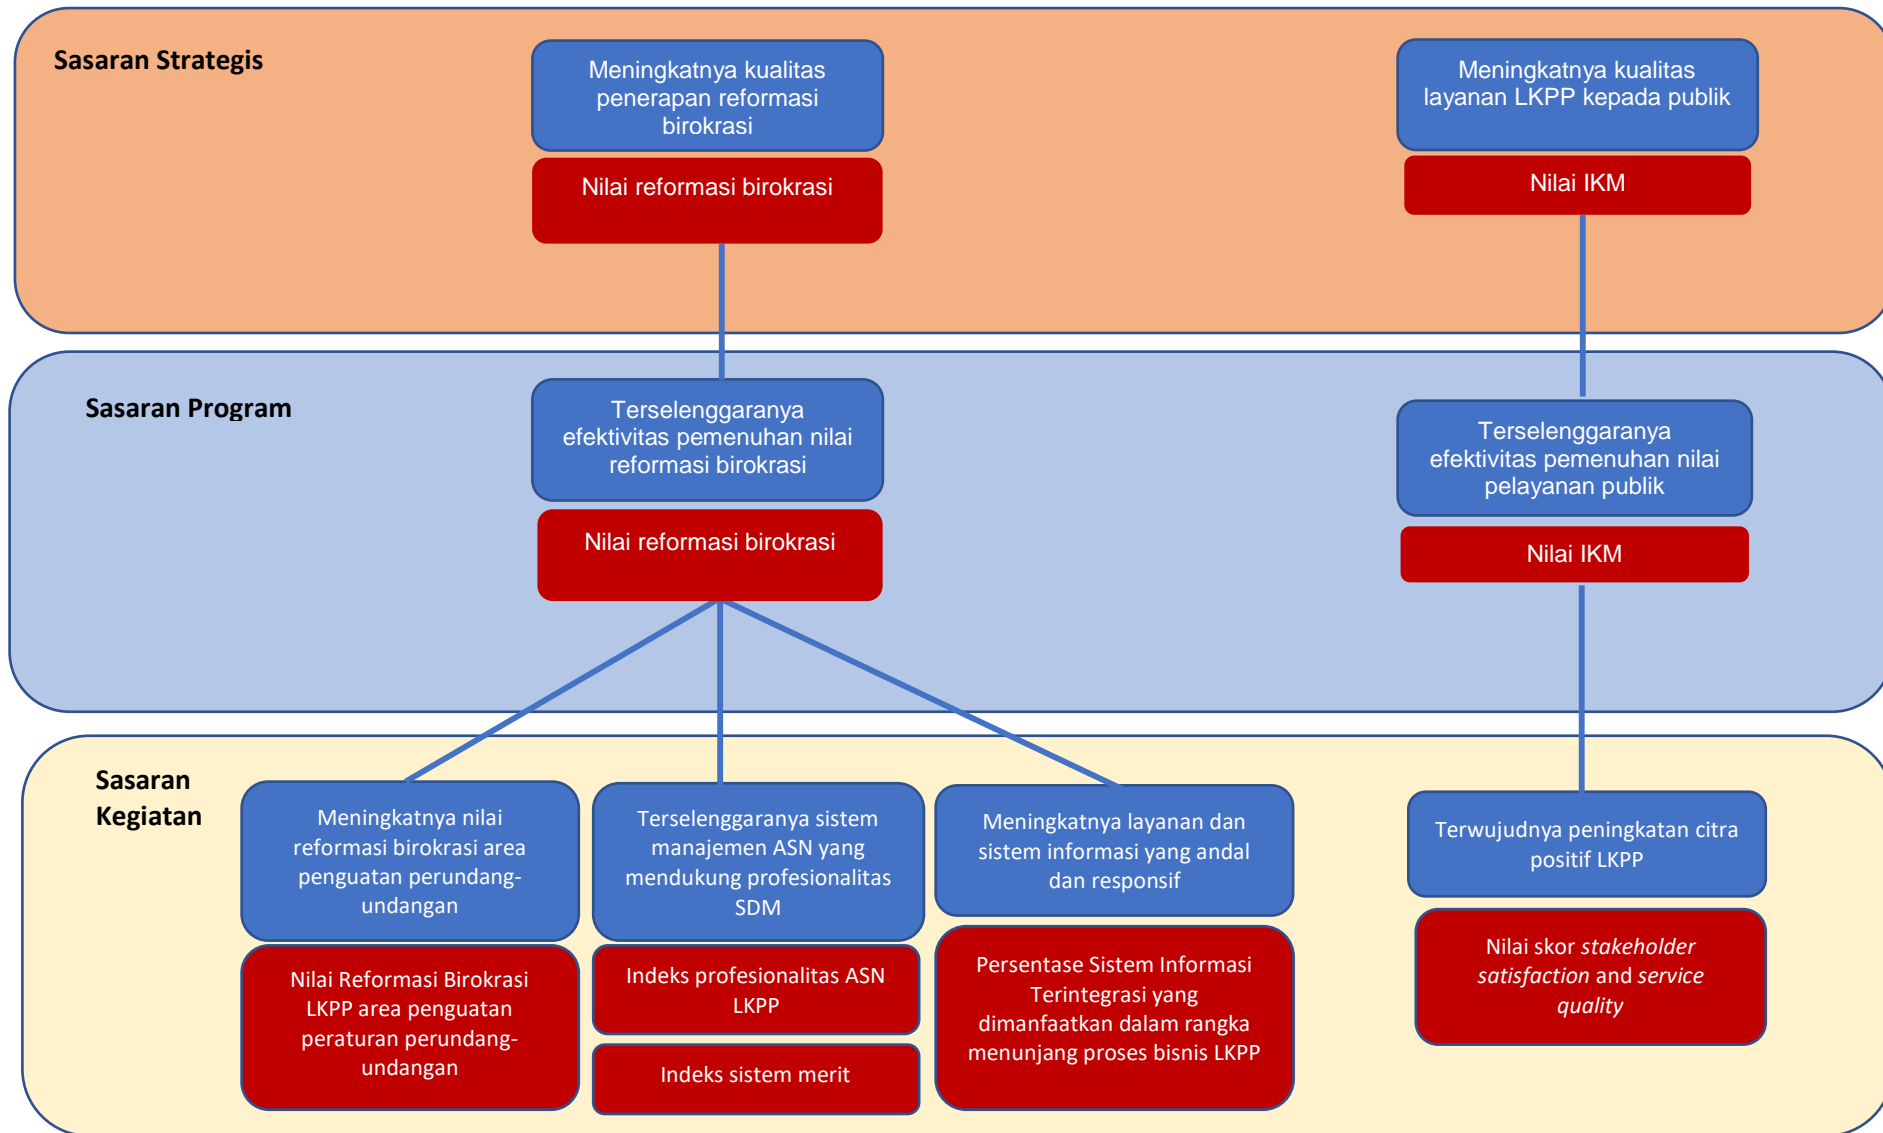 Sasaran Strategis
Meningkatnya kualitas
penerapan reformasi
birokrasi
Nilai reformasi birokrasi
Meningkatnya kualitas
layanan LKPP kepada publik
Nilai IKM
Sasaran Program
Terselenggaranya
efektivitas pemenuhan nilai
reformasi birokrasi
Nilai reformasi birokrasi
Terselenggaranya
efektivitas pemenuhan nilai
pelayanan publik
Nilai IKM
Sasaran
Kegiatan
Meningkatnya nilai
reformasi birokrasi area
penguatan perundang-
undangan
Nilai Reformasi Birokrasi
LKPP area penguatan
peraturan perundang-
undangan
Terselenggaranya sistem
manajemen ASN yang
mendukung profesionalitas
SDM
Indeks profesionalitas ASN
LKPP
Indeks sistem merit
Meningkatnya layanan dan
sistem informasi yang andal
dan responsif
Persentase Sistem Informasi
Terintegrasi yang
dimanfaatkan dalam rangka
menunjang proses bisnis LKPP
Terwujudnya peningkatan citra
positif LKPP
Nilai skor stakeholder
satisfaction and service
quality